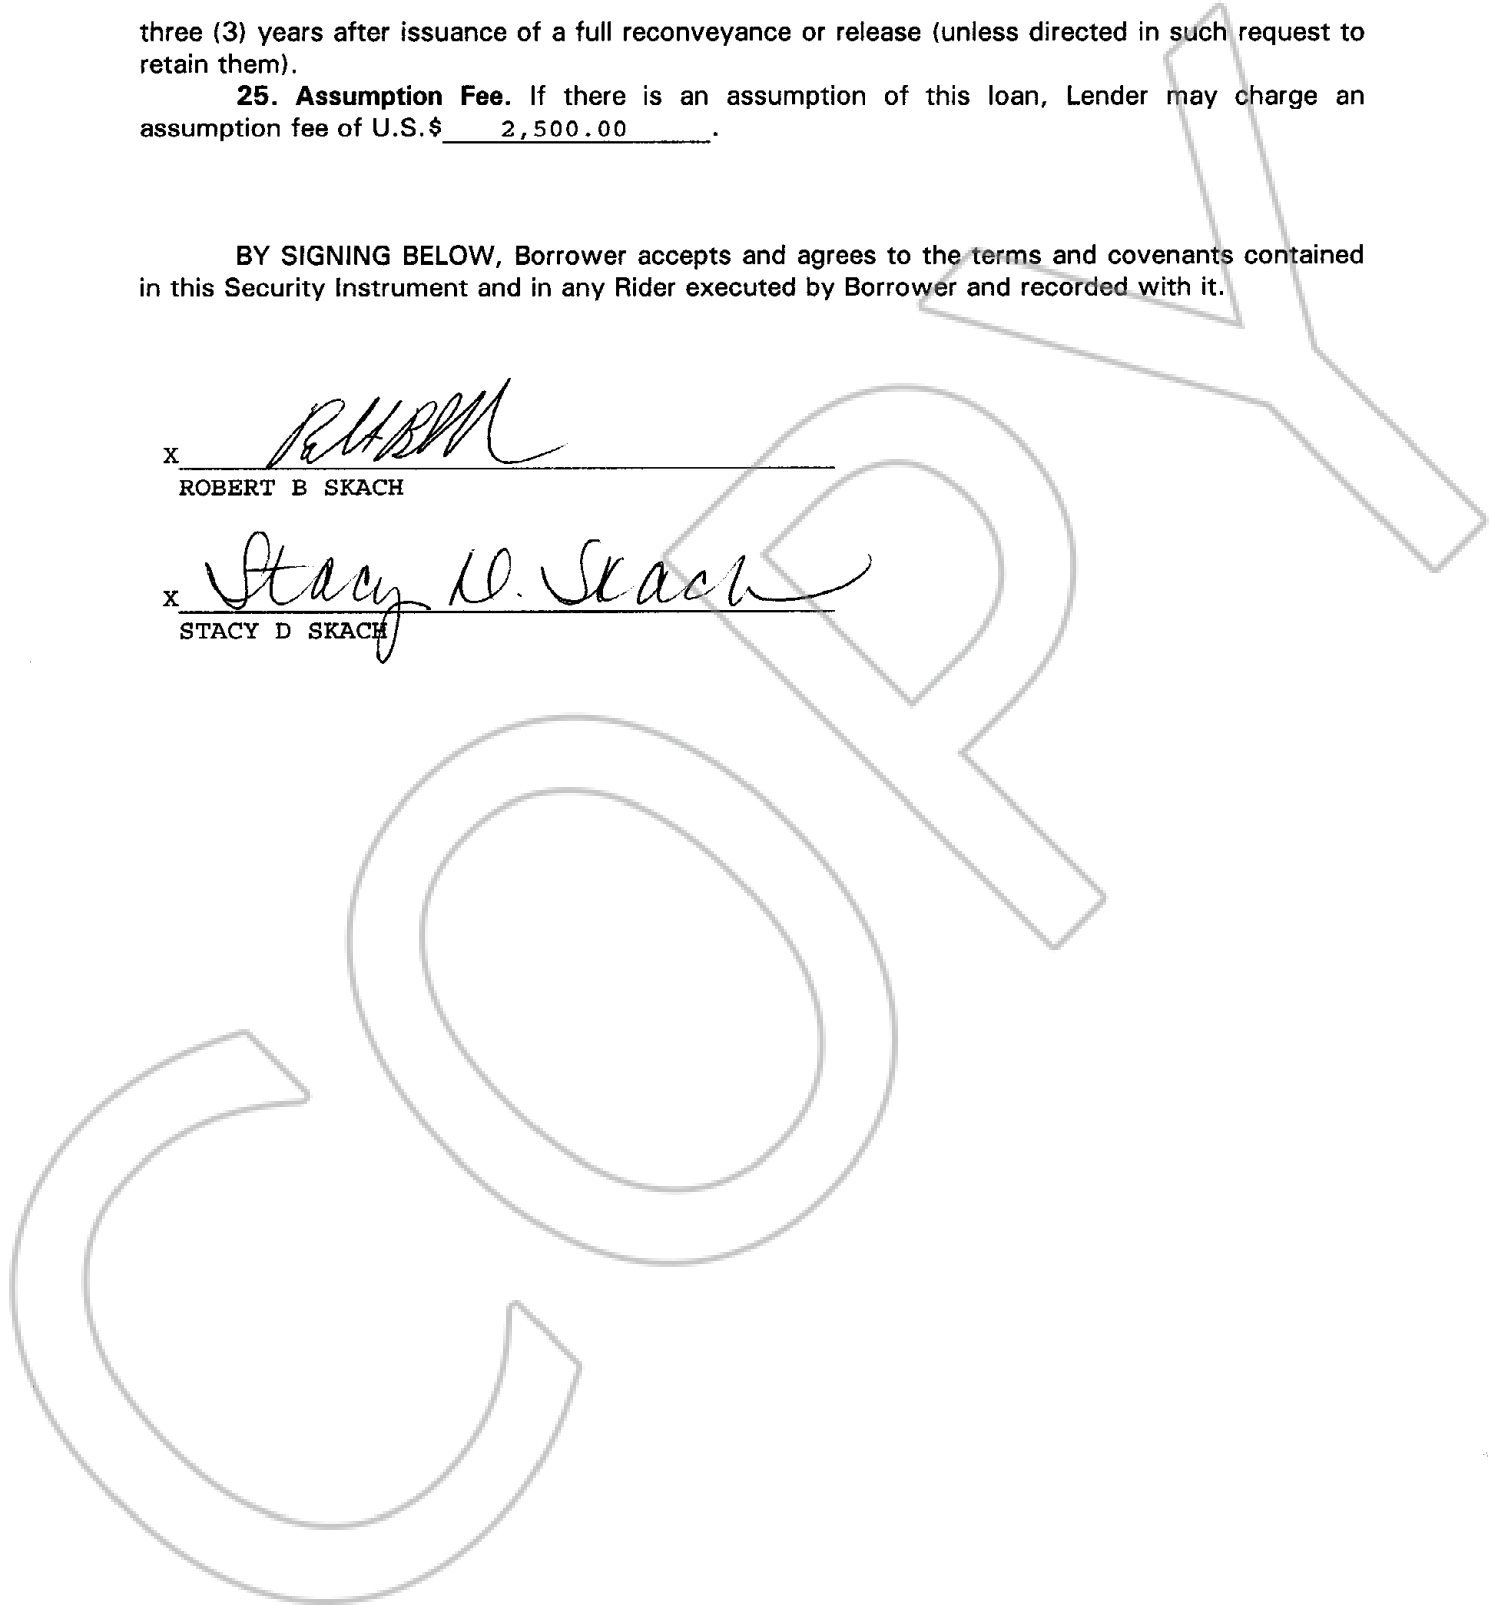 three (3) years after issuance of a full reconveyance or release (unless directed in such request to
retain them).
25. Assumption Fee. If there is an assumption of this loan, Lender may charge an
assumption fee of U.S.$ 2,500.00 .
BY SIGNING BELOW, Borrower accepts and agrees to the terms and covenants contained
in this Security Instrument and in any Rider executed by Borrower and recorded with it.
X
ROBERT B SKACH
X Stacy D. Skach
STACY D SKACH
COPY